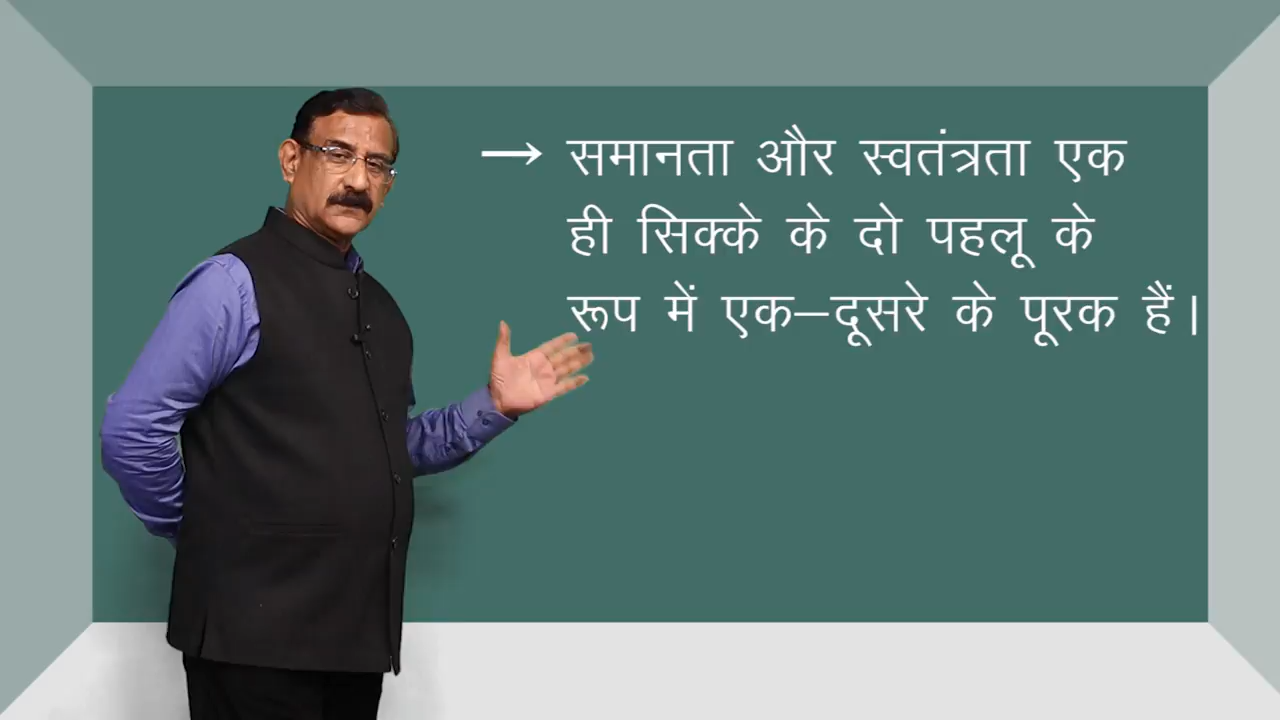 → समानता और स्वतंत्रता एक
ही सिक्के के दो पहलू के
रूप में एक–दूसरे के पूरक हैं।